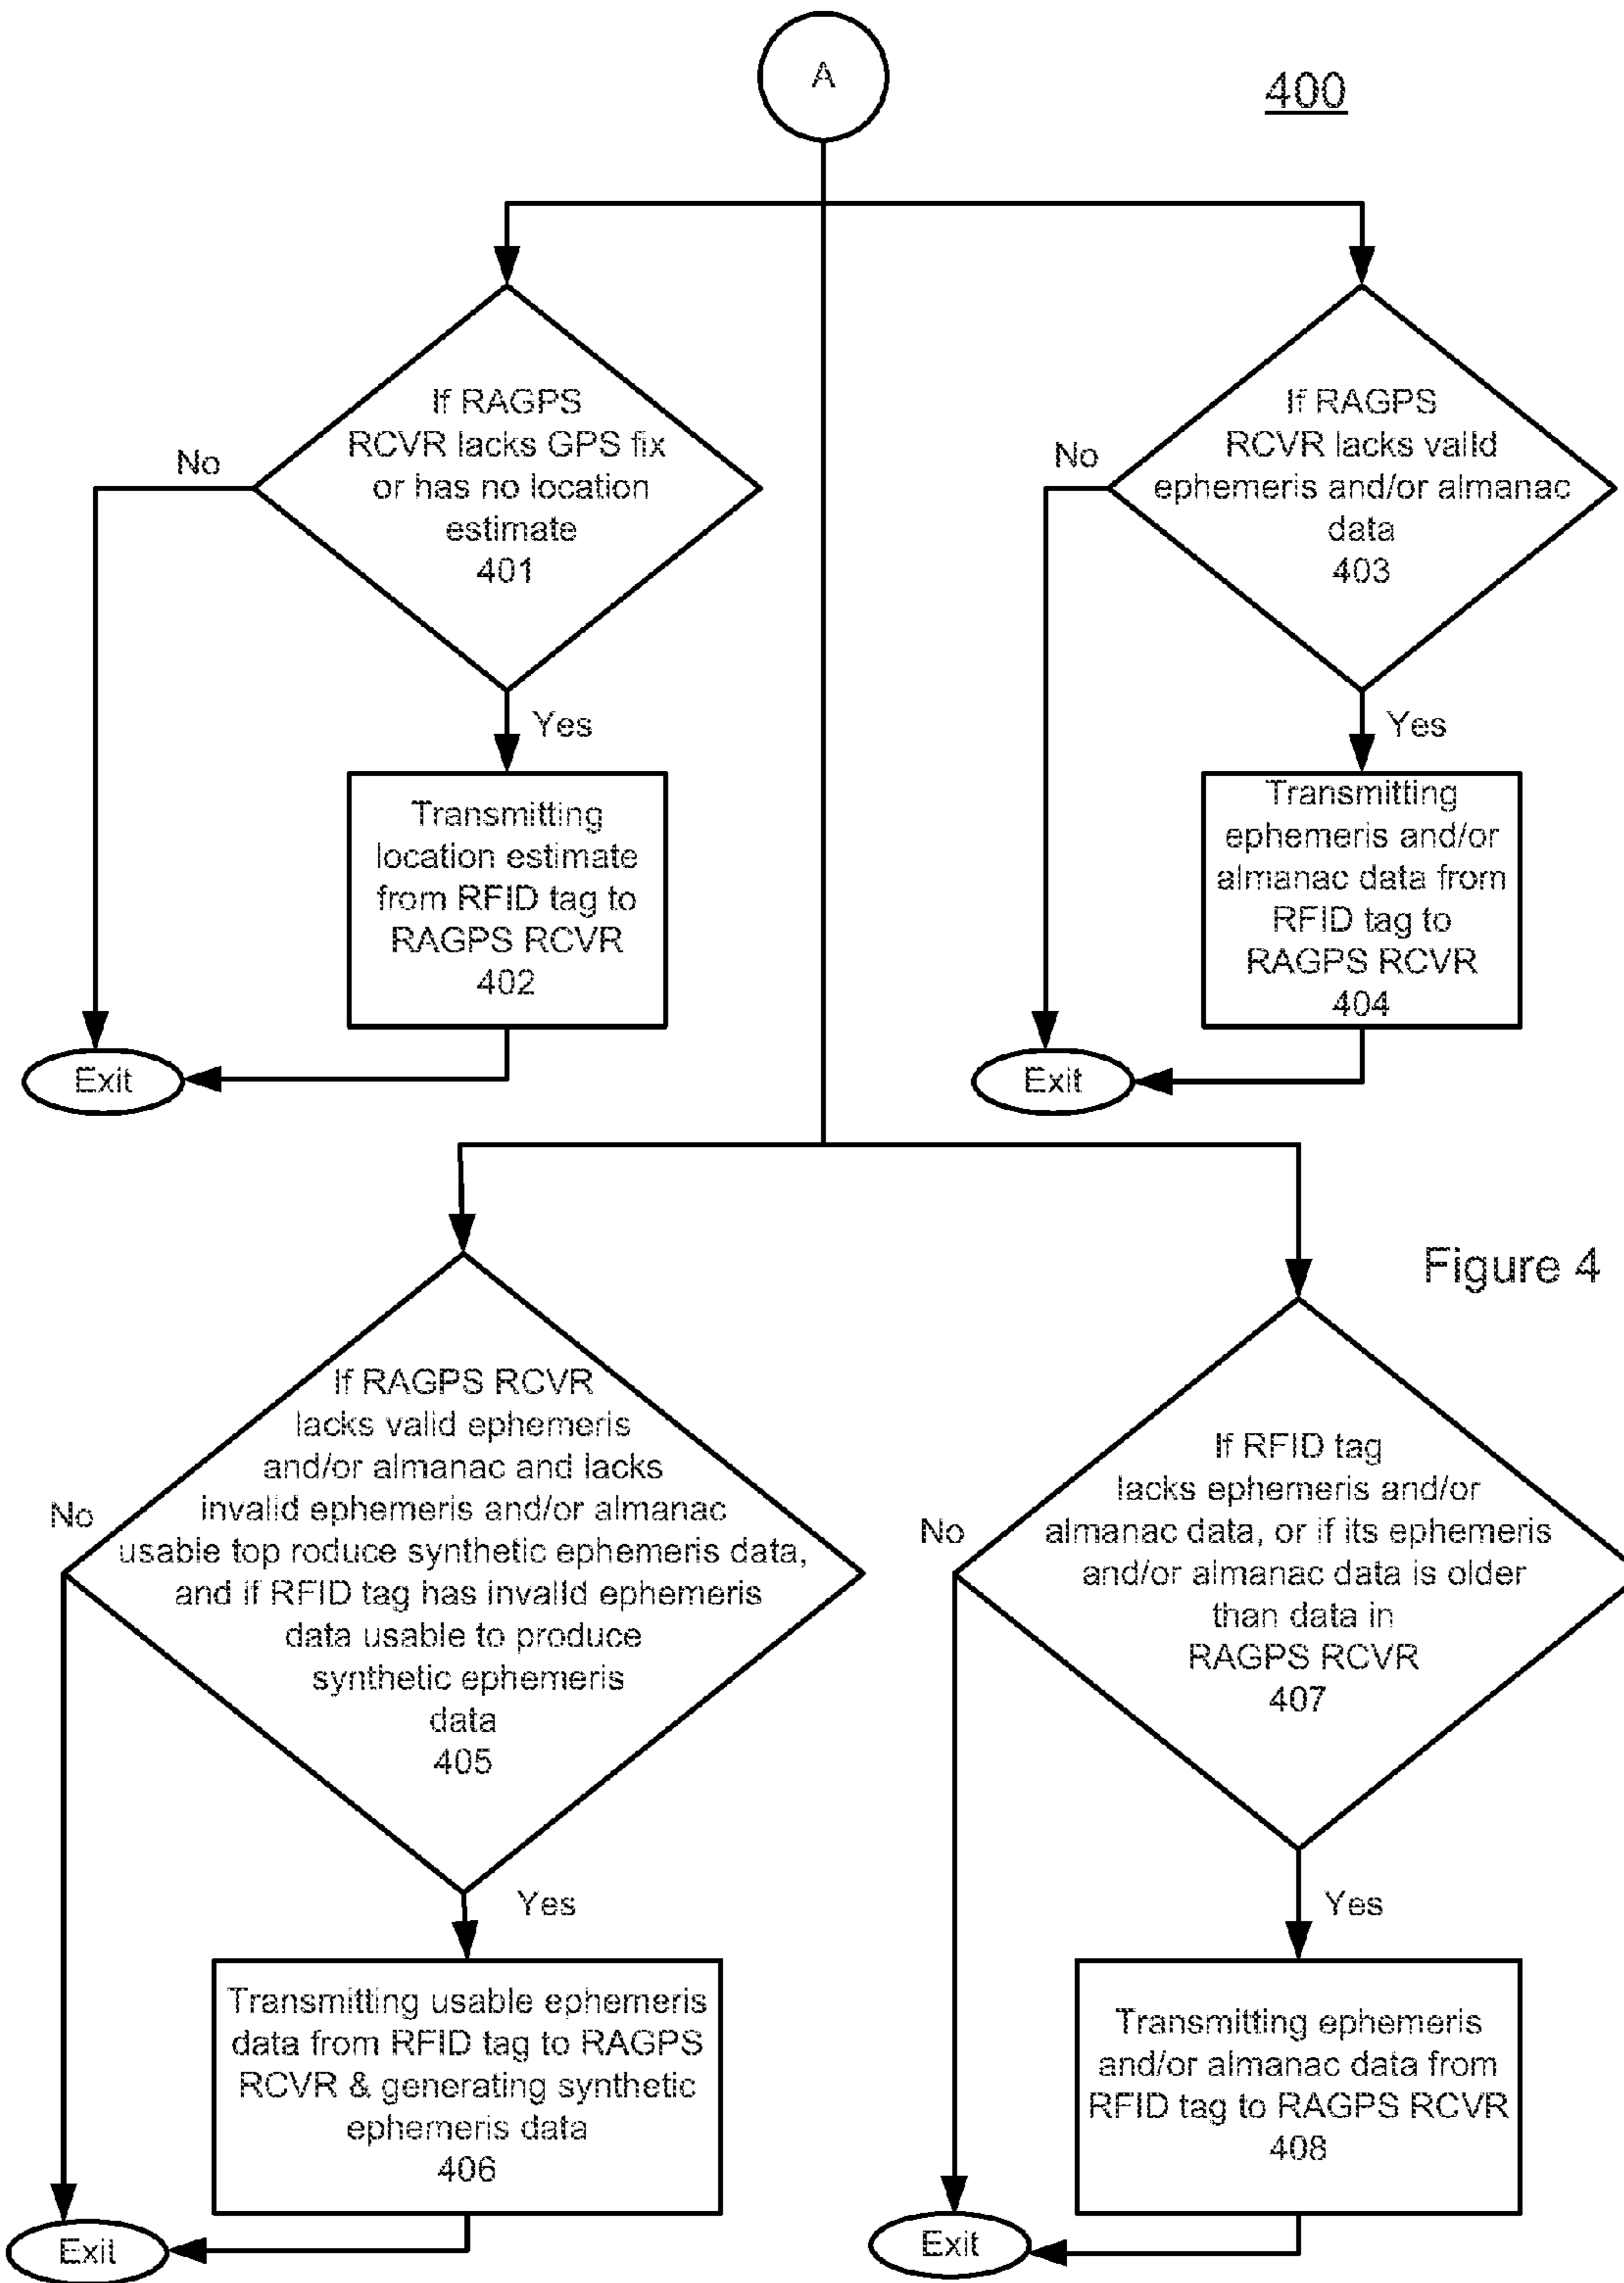 A
400
If RAGPS
RCVR lacks GPS fix
or has no location
estimate
401
No
Yes
Transmitting
location estimate
from RFID tag to
RAGPS RCVR
402
Exit
If RAGPS
RCVR lacks valid
ephemeris and/or almanac
data
403
No
Yes
Transmitting
ephemeris and/or
almanac data from
RFID tag to
RAGPS RCVR
404
Exit
Figure 4
If RAGPS RCVR
lacks valid ephemeris
and/or almanac and lacks
invalid ephemeris and/or almanac
usable top roduce synthetic ephemeris data,
and if RFID tag has invalid ephemeris
data usable to produce
synthetic ephemeris
data
405
No
Yes
Transmitting usable ephemeris
data from RFID tag to RAGPS
RCVR & generating synthetic
ephemeris data
406
Exit
If RFID tag
lacks ephemeris and/or
almanac data, or if its ephemeris
and/or almanac data is older
than data in
RAGPS RCVR
407
No
Yes
Transmitting ephemeris
and/or almanac data from
RFID tag to RAGPS RCVR
408
Exit